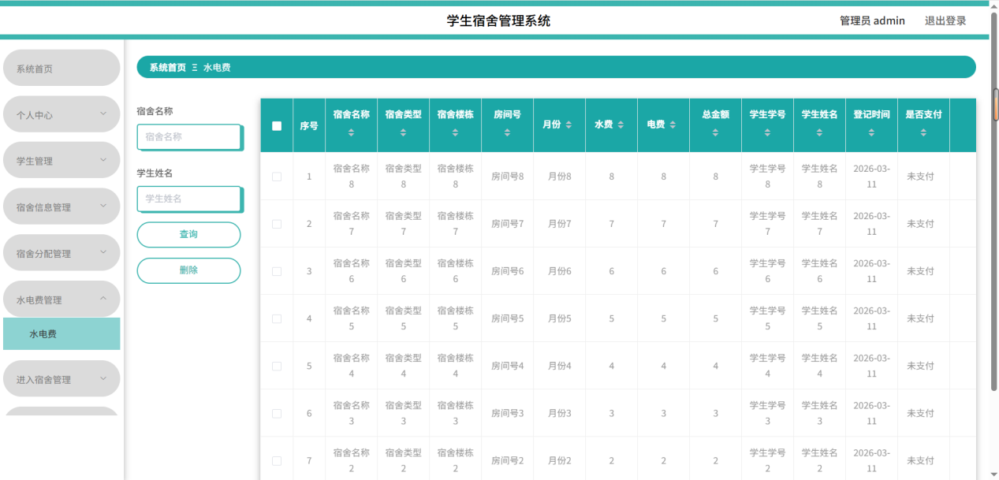 学生宿舍管理系统
管理员 admin 退出登录
系统首页
个人中心
学生管理
宿舍信息管理
宿舍分配管理
水电费管理
水电费
进入宿舍管理
系统首页 Ξ 水电费
宿舍名称
宿舍名称
学生姓名
学生姓名
查询
删除
序号 宿舍名称 宿舍类型 宿舍楼栋 房间号 月份 水费 电费 总金额 学生学号 学生姓名 登记时间 是否支付
1 宿舍名称8 宿舍类型8 宿舍楼栋8 房间号8 月份8 8 8 8 学生学号8 学生姓名8 2026-03-11 未支付
2 宿舍名称7 宿舍类型7 宿舍楼栋7 房间号7 月份7 7 7 7 学生学号7 学生姓名7 2026-03-11 未支付
3 宿舍名称6 宿舍类型6 宿舍楼栋6 房间号6 月份6 6 6 6 学生学号6 学生姓名6 2026-03-11 未支付
4 宿舍名称5 宿舍类型5 宿舍楼栋5 房间号5 月份5 5 5 5 学生学号5 学生姓名5 2026-03-11 未支付
5 宿舍名称4 宿舍类型4 宿舍楼栋4 房间号4 月份4 4 4 4 学生学号4 学生姓名4 2026-03-11 未支付
6 宿舍名称3 宿舍类型3 宿舍楼栋3 房间号3 月份3 3 3 3 学生学号3 学生姓名3 2026-03-11 未支付
7 宿舍名称2 宿舍类型2 宿舍楼栋2 房间号2 月份2 2 2 2 学生学号2 学生姓名2 2026-03-11 未支付